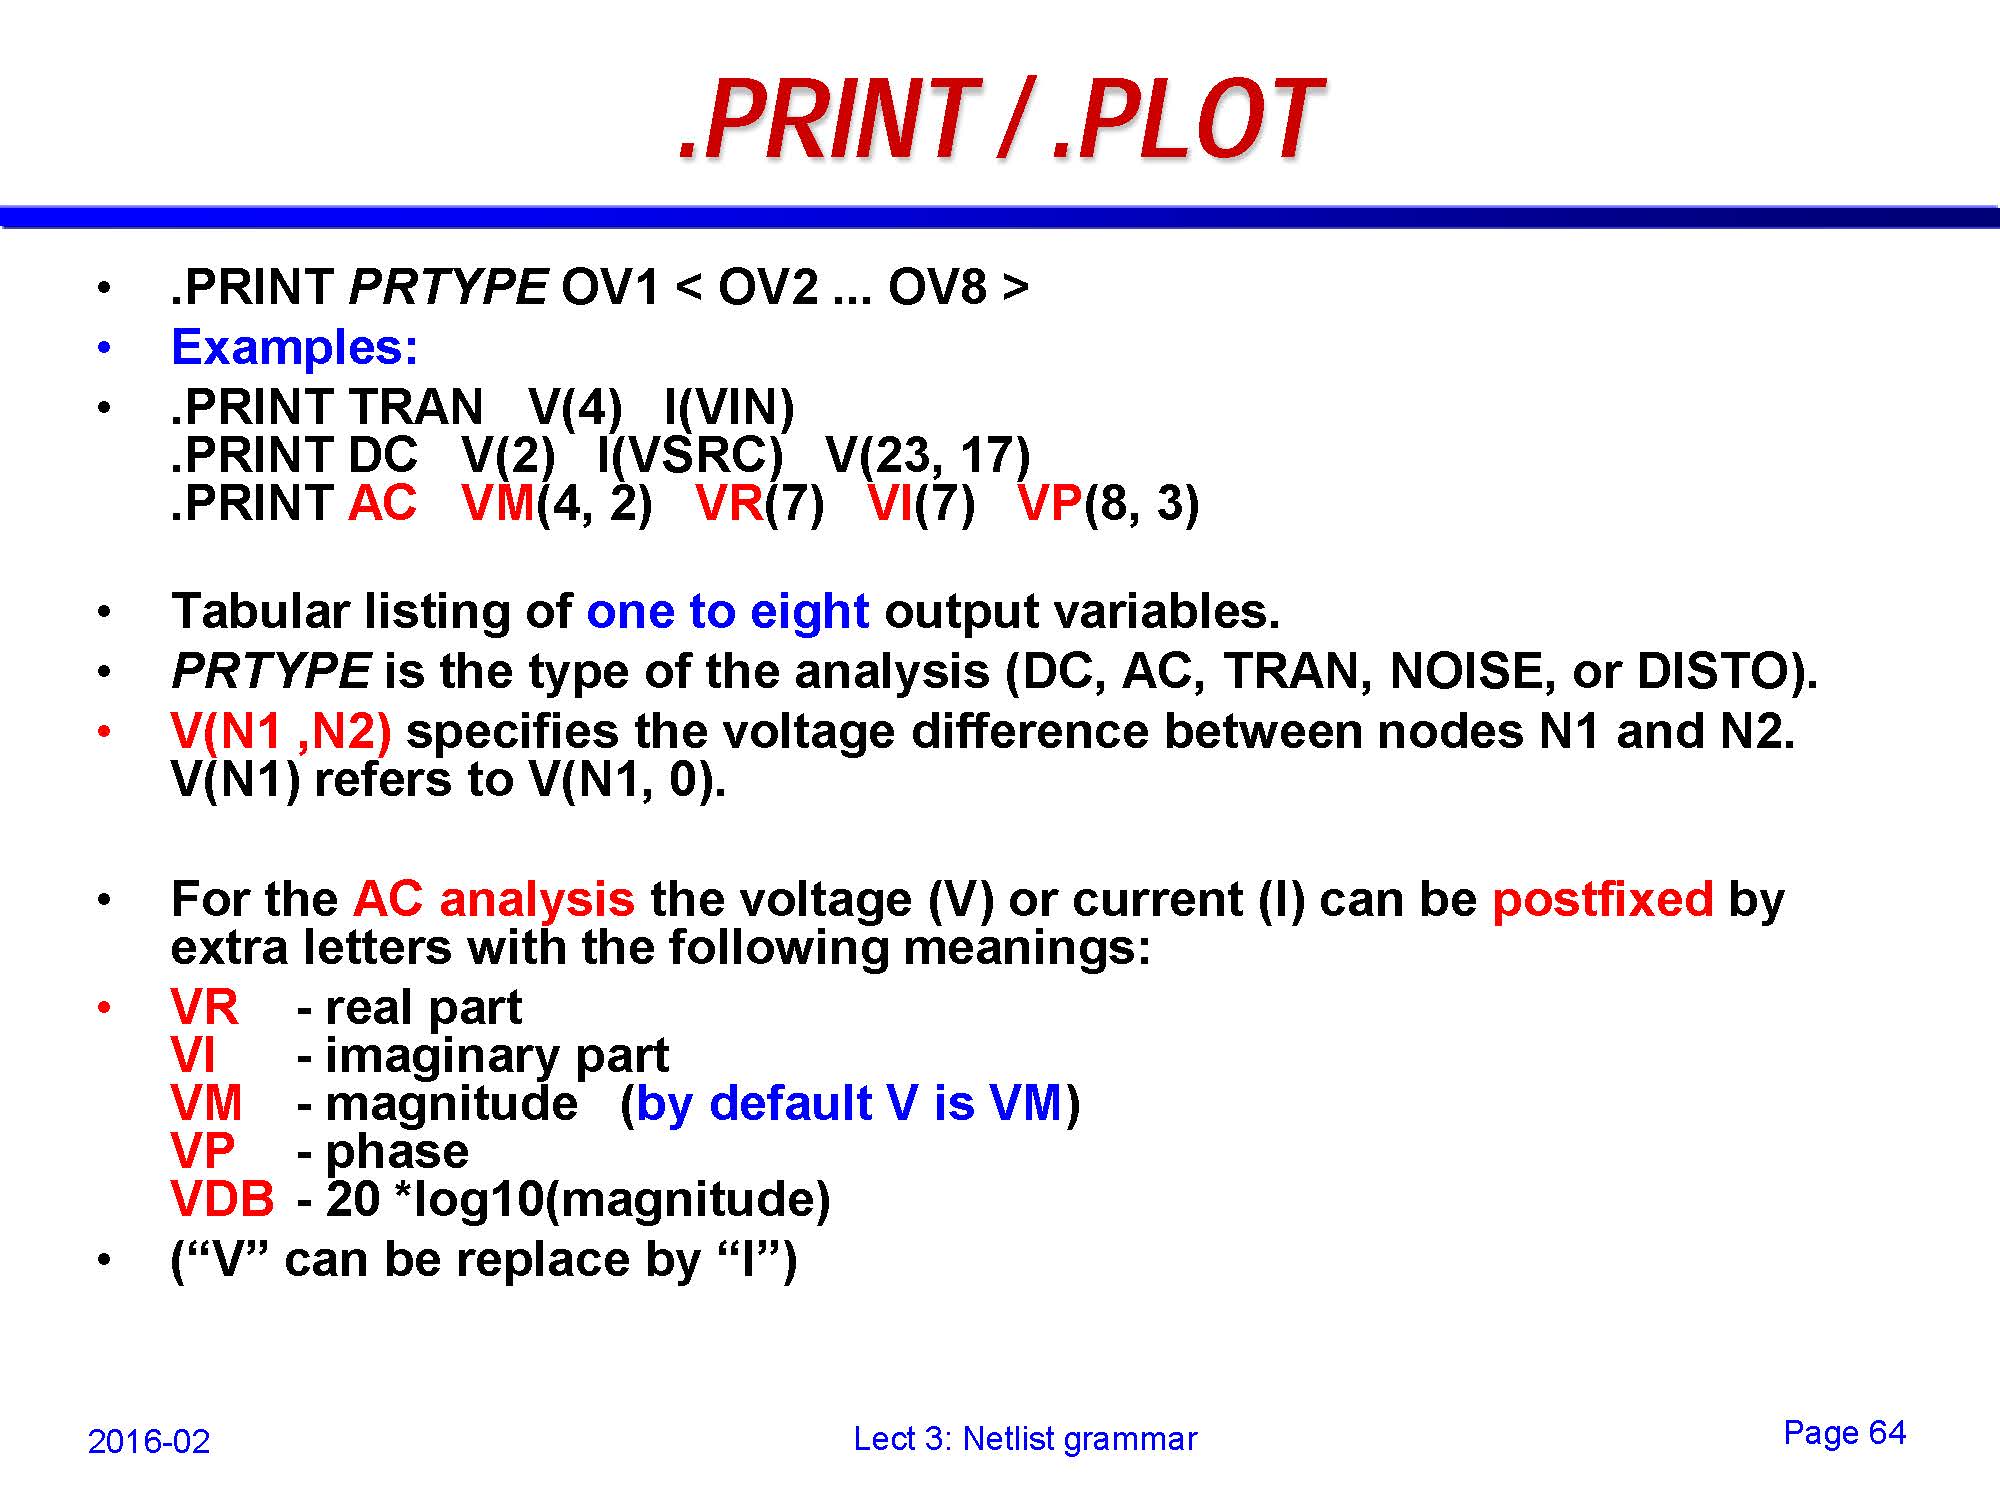 .PRINT / .PLOT
• .PRINT PRTYPE OV1 < OV2 ... OV8 >
• Examples:
• .PRINT TRAN V(4) I(VIN)
.PRINT DC V(2) I(VSRC) V(23, 17)
.PRINT AC VM(4, 2) VR(7) VI(7) VP(8, 3)
• Tabular listing of one to eight output variables.
• PRTYPE is the type of the analysis (DC, AC, TRAN, NOISE, or DISTO).
• V(N1 ,N2) specifies the voltage difference between nodes N1 and N2.
V(N1) refers to V(N1, 0).
• For the AC analysis the voltage (V) or current (I) can be postfixed by
extra letters with the following meanings:
• VR - real part
VI - imaginary part
VM - magnitude (by default V is VM)
VP - phase
VDB - 20 *log10(magnitude)
• (“V” can be replace by “I”)
2016-02
Lect 3: Netlist grammar
Page 64